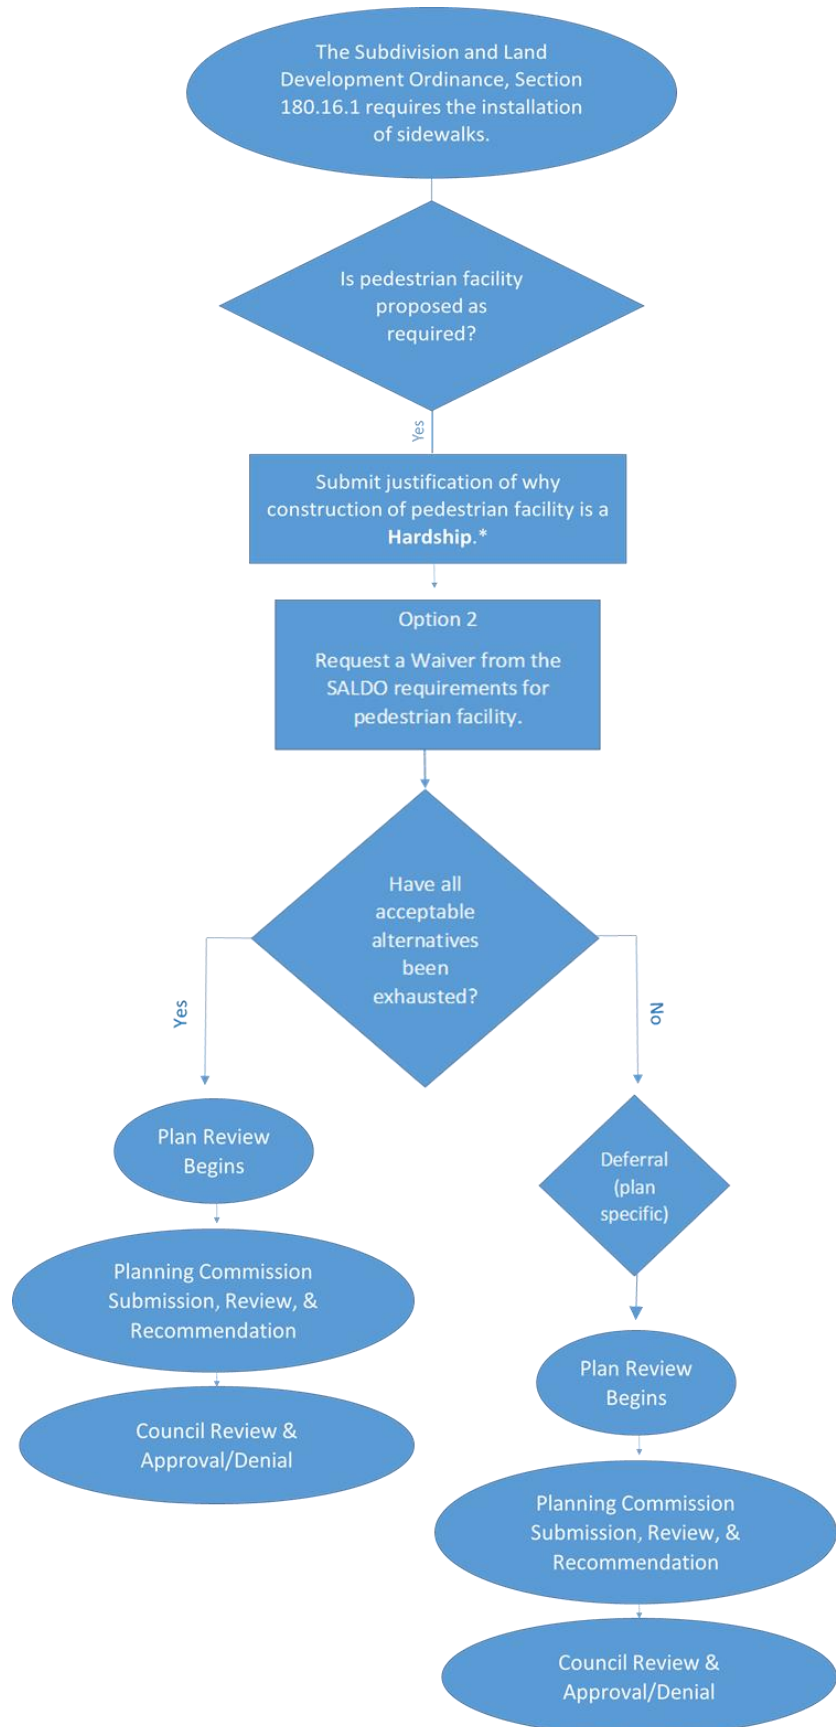 The Subdivision and Land
Development Ordinance, Section
180.16.1 requires the installation
of sidewalks.
Is pedestrian facility
proposed as
required?
Yes
Submit justification of why
construction of pedestrian facility is a
Hardship.*
Option 2
Request a Waiver from the
SALDO requirements for
pedestrian facility.
Have all
acceptable
alternatives
been
exhausted?
Yes
No
Plan Review
Begins
Planning Commission
Submission, Review, &
Recommendation
Council Review &
Approval/Denial
Deferral
(plan
specific)
Plan Review
Begins
Planning Commission
Submission, Review, &
Recommendation
Council Review &
Approval/Denial